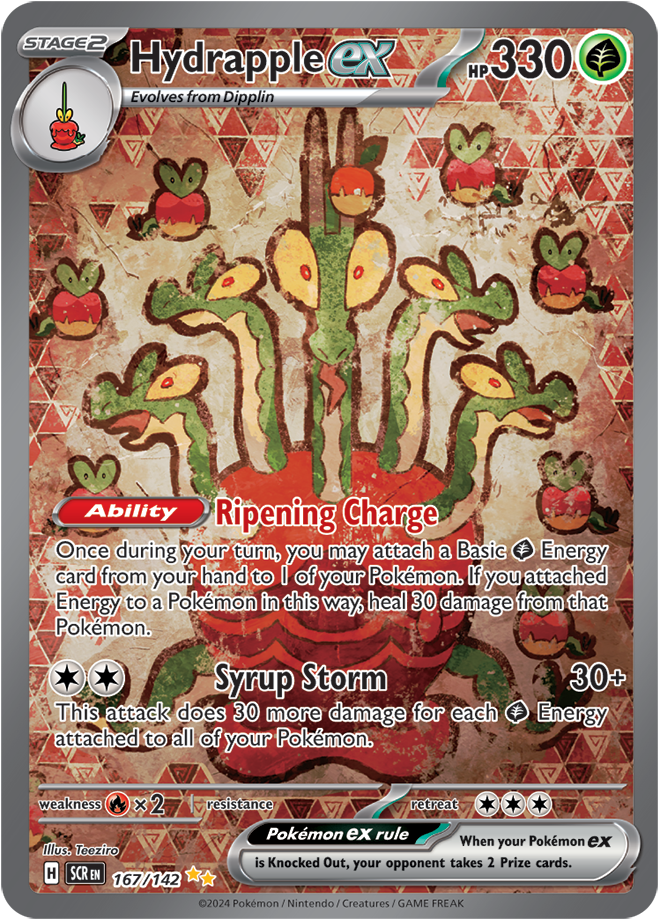 STAGE2
Hydrapple ex
HP330
Evolves from Dipplin
Ability Ripening Charge
Once during your turn, you may attach a Basic Energy
card from your hand to 1 of your Pokémon. If you attached
Energy to a Pokémon in this way, heal 30 damage from that
Pokémon.
Syrup Storm 30+
This attack does 30 more damage for each Energy
attached to all of your Pokémon.
weakness ×2 resistance retreat
Illus. Teeziro
Pokémon ex rule When your Pokémon ex
is Knocked Out, your opponent takes 2 Prize cards.
H SCR EN 167/142
©2024 Pokémon / Nintendo / Creatures / GAME FREAK